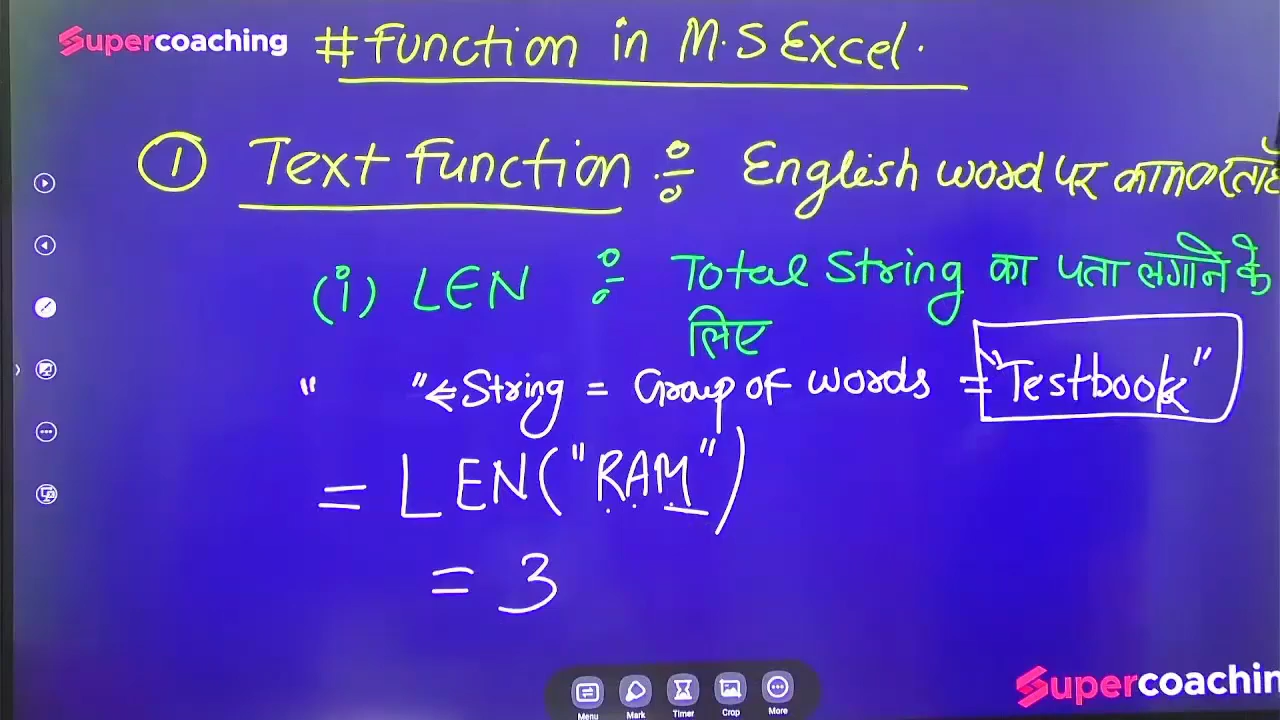 Supercoaching
# Function in M.S Excel.
① Text Function ÷ English word पर काम करता है
(i) LEN ÷ Total String का पता लगाने के
लिए
" " ← String = Group of words = "Testbook"
= LEN("RAM")
= 3
Menu Mark Timer Crop More
Supercoachin